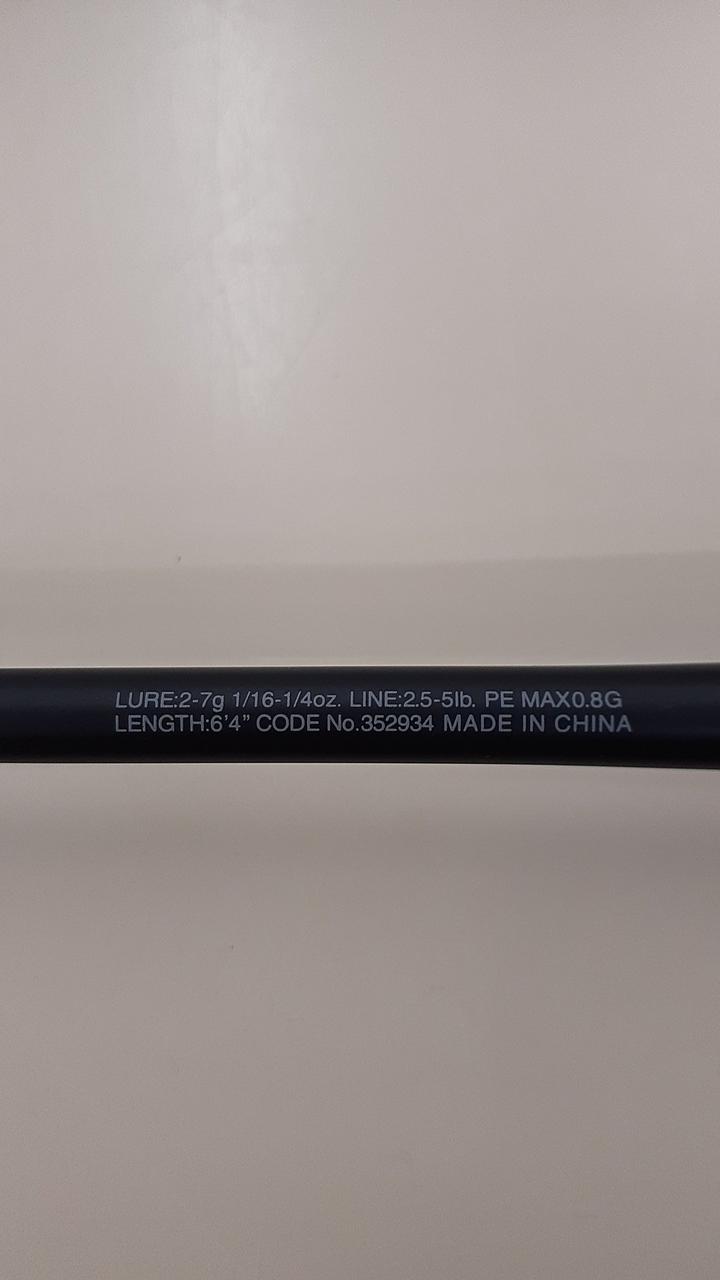 LURE:2-7g 1/16-1/4oz. LINE:2.5-5lb. PE MAX0.8G
LENGTH:6'4” CODE No.352934 MADE IN CHINA